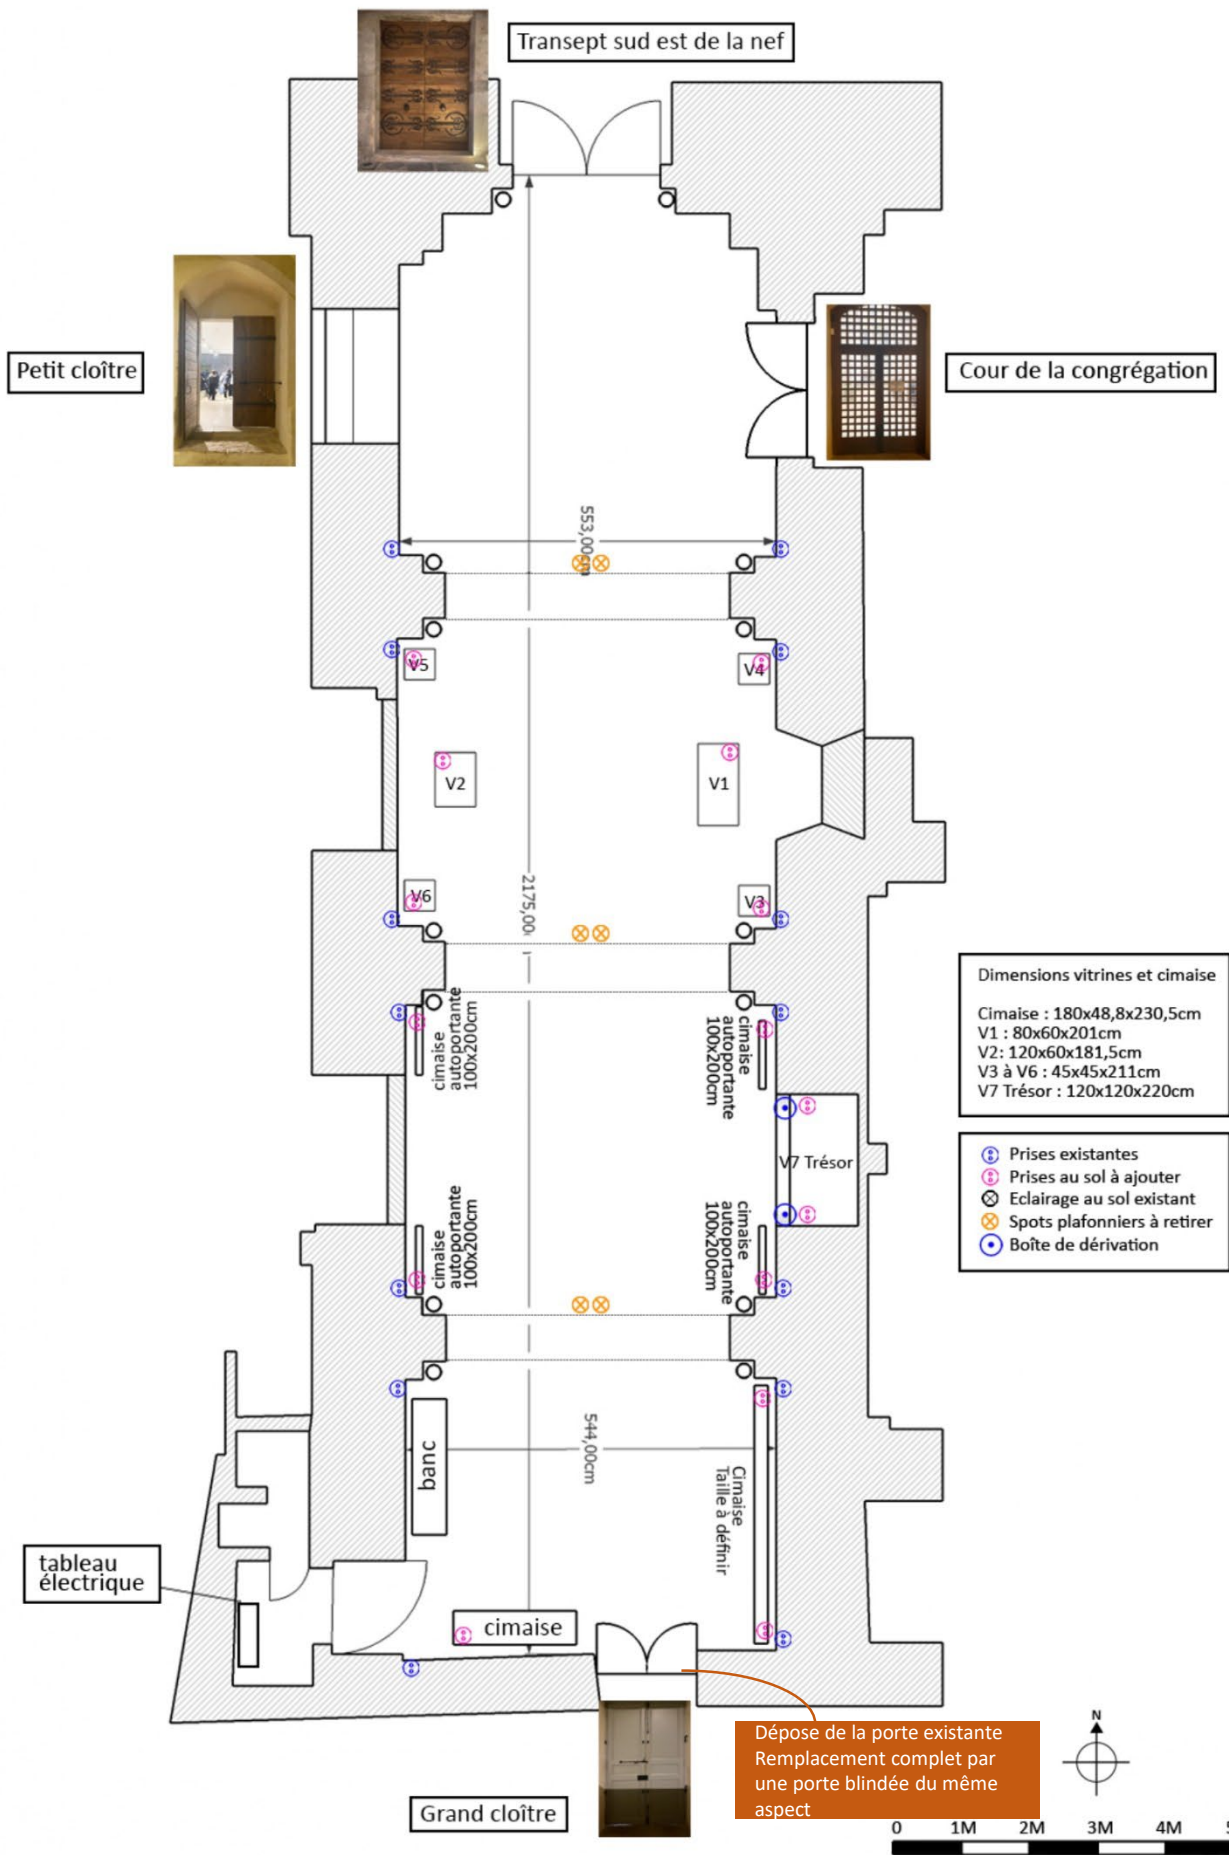 Transept sud est de la nef
Petit cloître
Cour de la congrégation
553,00cm
V5
V4
V2
V1
2175,00
V6
V3
cimaise
autoportante
100x200cm
cimaise
autoportante
100x200cm
Dimensions vitrines et cimaise
Cimaise : 180x48,8x230,5cm
V1 : 80x60x201cm
V2: 120x60x181,5cm
V3 à V6 : 45x45x211cm
V7 Trésor : 120x120x220cm
V7 Trésor
Prises existantes
Prises au sol à ajouter
Eclairage au sol existant
Spots plafonniers à retirer
Boîte de dérivation
cimaise
autoportante
100x200cm
cimaise
autoportante
100x200cm
banc
544,00cm
Cimaise
Taille à définir
tableau
électrique
cimaise
Dépose de la porte existante
Remplacement complet par
une porte blindée du même
aspect
Grand cloître
N
0 1M 2M 3M 4M